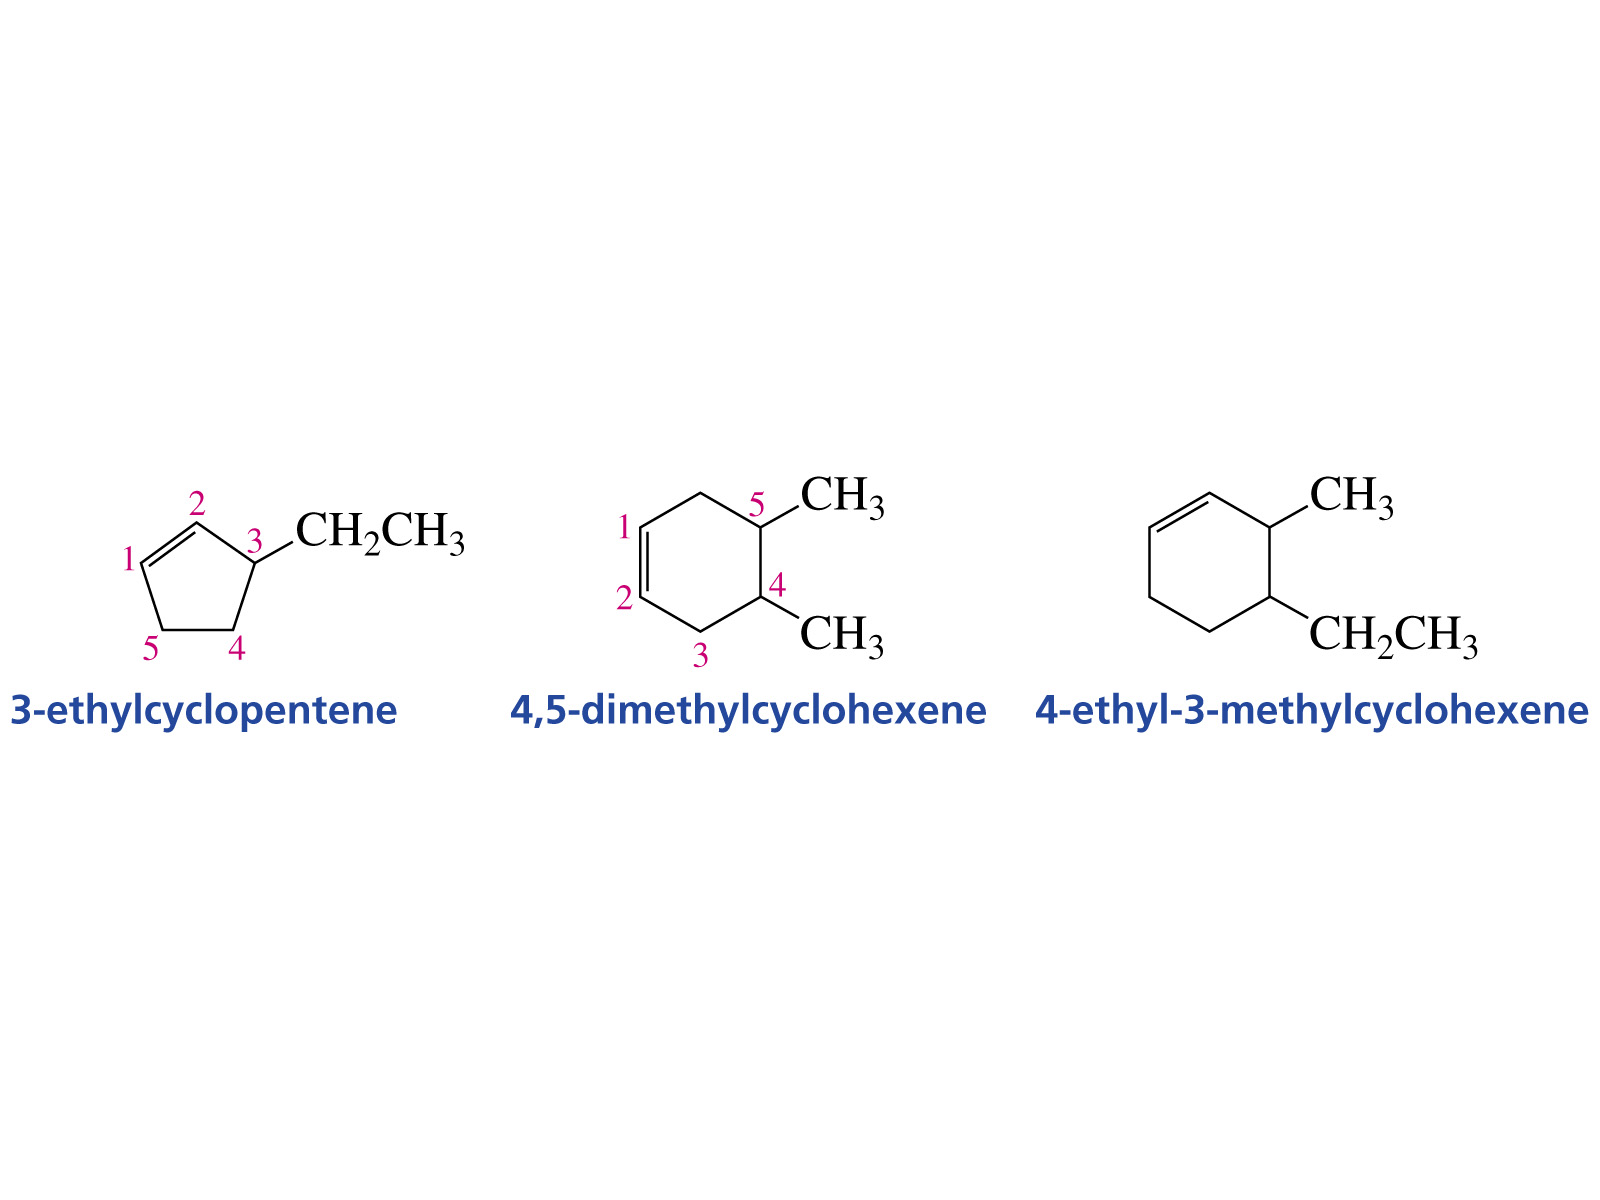 2
1
3
CH₂CH₃
5
4
1
2
3
4
5
CH₃
CH₃
CH₃
CH₂CH₃
3-ethylcyclopentene
4,5-dimethylcyclohexene
4-ethyl-3-methylcyclohexene